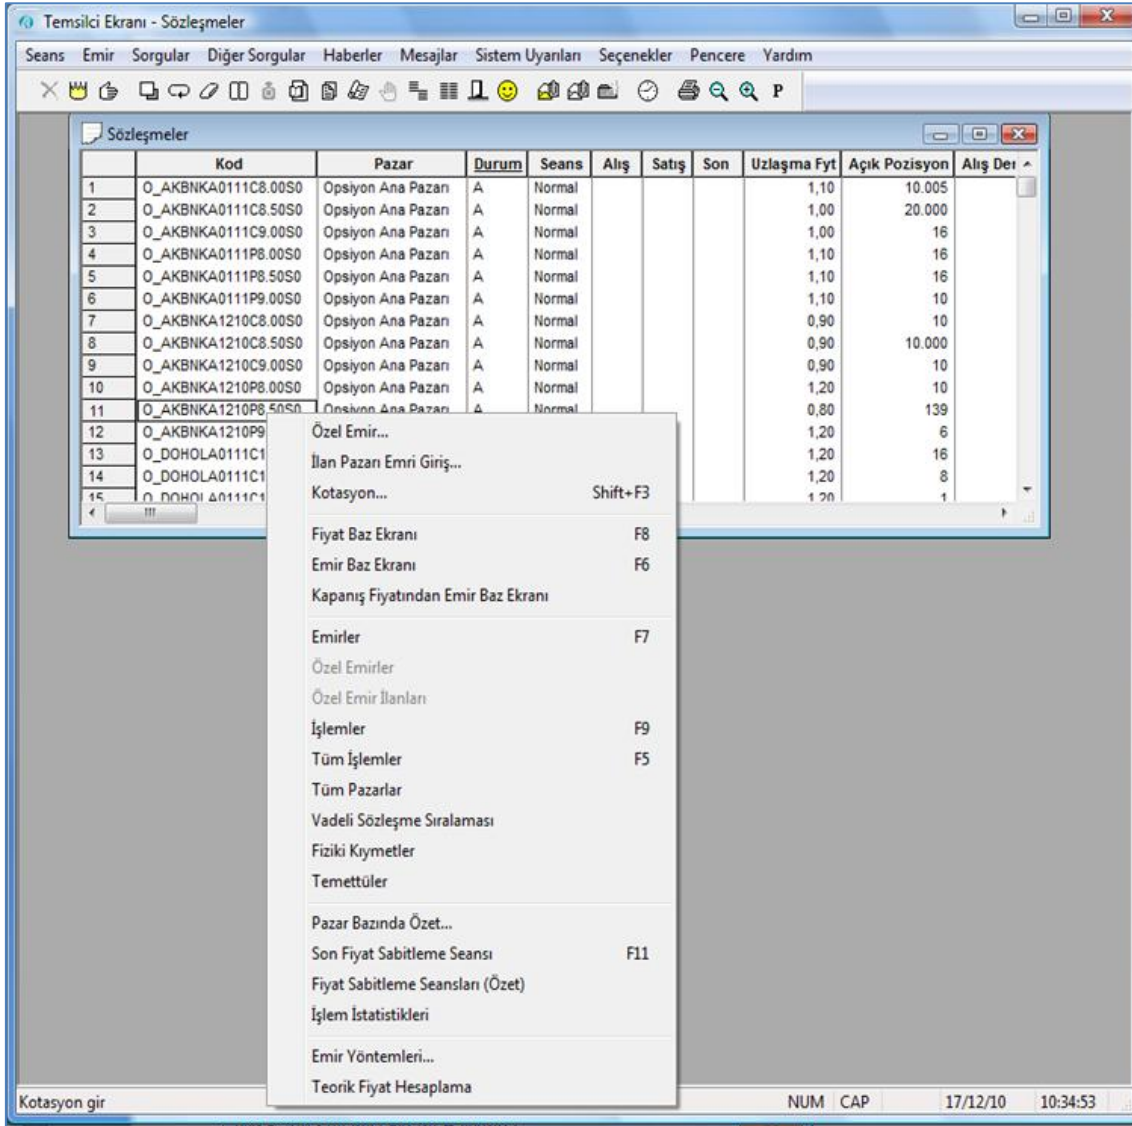 Temsilci Ekranı - Sözleşmeler
Seans Emir Sorgular Diğer Sorgular Haberler Mesajlar Sistem Uyarıları Seçenekler Pencere Yardım
P
Sözleşmeler
Kod Pazar Durum Seans Alış Satış Son Uzlaşma Fyt Açık Pozisyon Alış Der
1 O_AKBNKA0111C8.00S0 Opsiyon Ana Pazarı A Normal 1,10 10.005
2 O_AKBNKA0111C8.50S0 Opsiyon Ana Pazarı A Normal 1,00 20.000
3 O_AKBNKA0111C9.00S0 Opsiyon Ana Pazarı A Normal 1,00 16
4 O_AKBNKA0111P8.00S0 Opsiyon Ana Pazarı A Normal 1,10 16
5 O_AKBNKA0111P8.50S0 Opsiyon Ana Pazarı A Normal 1,10 16
6 O_AKBNKA0111P9.00S0 Opsiyon Ana Pazarı A Normal 1,10 10
7 O_AKBNKA1210C8.00S0 Opsiyon Ana Pazarı A Normal 0,90 10
8 O_AKBNKA1210C8.50S0 Opsiyon Ana Pazarı A Normal 0,90 10.000
9 O_AKBNKA1210C9.00S0 Opsiyon Ana Pazarı A Normal 0,90 10
10 O_AKBNKA1210P8.00S0 Opsiyon Ana Pazarı A Normal 1,20 10
11 O_AKBNKA1210P8.50S0 Opsiyon Ana Pazarı A Normal 0,80 139
12 O_AKBNKA1210P9 1,20 6
13 O_DOHOLA0111C1 1,20 16
14 O_DOHOLA0111C1 1,20 8
15 O_DOHOLA0111C1 1,20 1
Özel Emir...
İlan Pazarı Emri Giriş...
Kotasyon... Shift+F3
Fiyat Baz Ekranı F8
Emir Baz Ekranı F6
Kapanış Fiyatından Emir Baz Ekranı
Emirler F7
Özel Emirler
Özel Emir İlanları
İşlemler F9
Tüm İşlemler F5
Tüm Pazarlar
Vadeli Sözleşme Sıralaması
Fiziki Kıymetler
Temettüler
Pazar Bazında Özet...
Son Fiyat Sabitleme Seansı F11
Fiyat Sabitleme Seansları (Özet)
İşlem İstatistikleri
Emir Yöntemleri...
Teorik Fiyat Hesaplama
Kotasyon gir NUM CAP 17/12/10 10:34:53